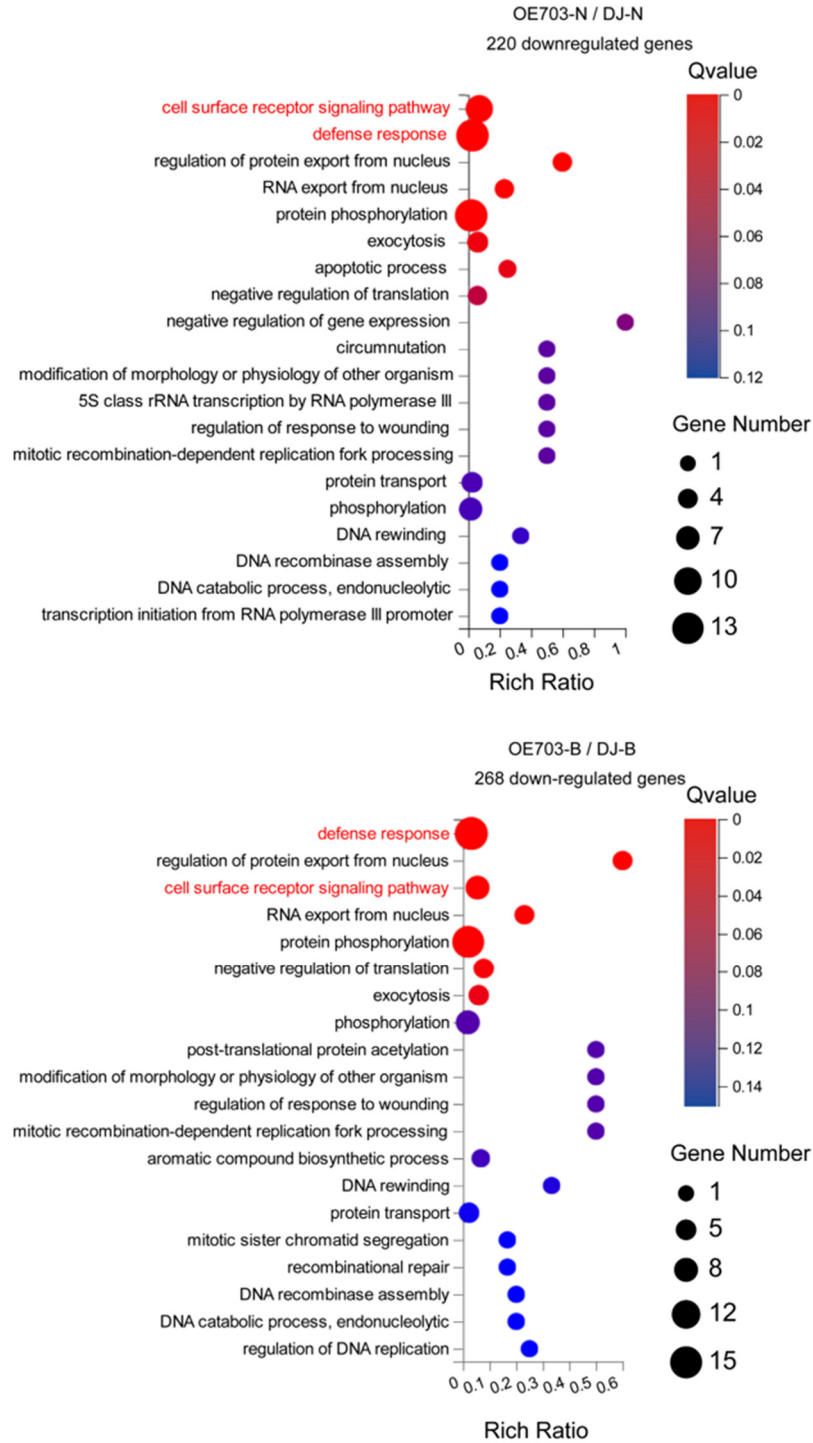 OE703-N / DJ-N
220 downregulated genes
Qvalue
cell surface receptor signaling pathway
defense response
regulation of protein export from nucleus
RNA export from nucleus
protein phosphorylation
exocytosis
apoptotic process
negative regulation of translation
negative regulation of gene expression
circumnutation
modification of morphology or physiology of other organism
5S class rRNA transcription by RNA polymerase III
regulation of response to wounding
mitotic recombination-dependent replication fork processing
protein transport
phosphorylation
DNA rewinding
DNA recombinase assembly
DNA catabolic process, endonucleolytic
transcription initiation from RNA polymerase III promoter
0
0.02
0.04
0.06
0.08
0.1
0.12
Gene Number
1
4
7
10
13
0 0.2 0.4 0.6 0.8 1
Rich Ratio
OE703-B / DJ-B
268 down-regulated genes
Qvalue
defense response
regulation of protein export from nucleus
cell surface receptor signaling pathway
RNA export from nucleus
protein phosphorylation
negative regulation of translation
exocytosis
phosphorylation
post-translational protein acetylation
modification of morphology or physiology of other organism
regulation of response to wounding
mitotic recombination-dependent replication fork processing
aromatic compound biosynthetic process
DNA rewinding
protein transport
mitotic sister chromatid segregation
recombinational repair
DNA recombinase assembly
DNA catabolic process, endonucleolytic
regulation of DNA replication
0
0.02
0.04
0.06
0.08
0.1
0.12
0.14
Gene Number
1
5
8
12
15
0 0.1 0.2 0.3 0.4 0.5 0.6
Rich Ratio